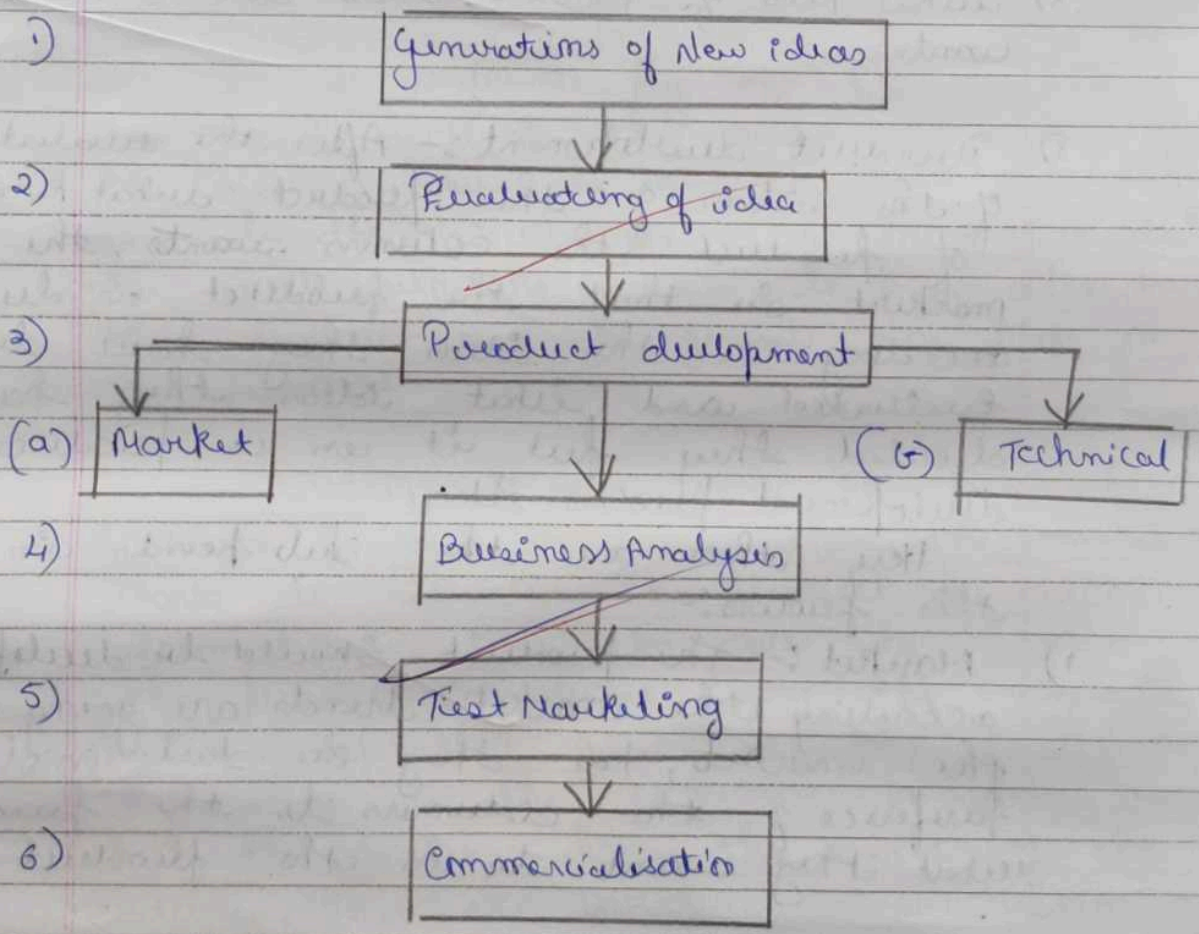 1) Generations of New ideas
2) Evaluating of idea
3) Product development
(a) Market (b) Technical
4) Business Analysis
5) Test Marketing
6) Commercialisation